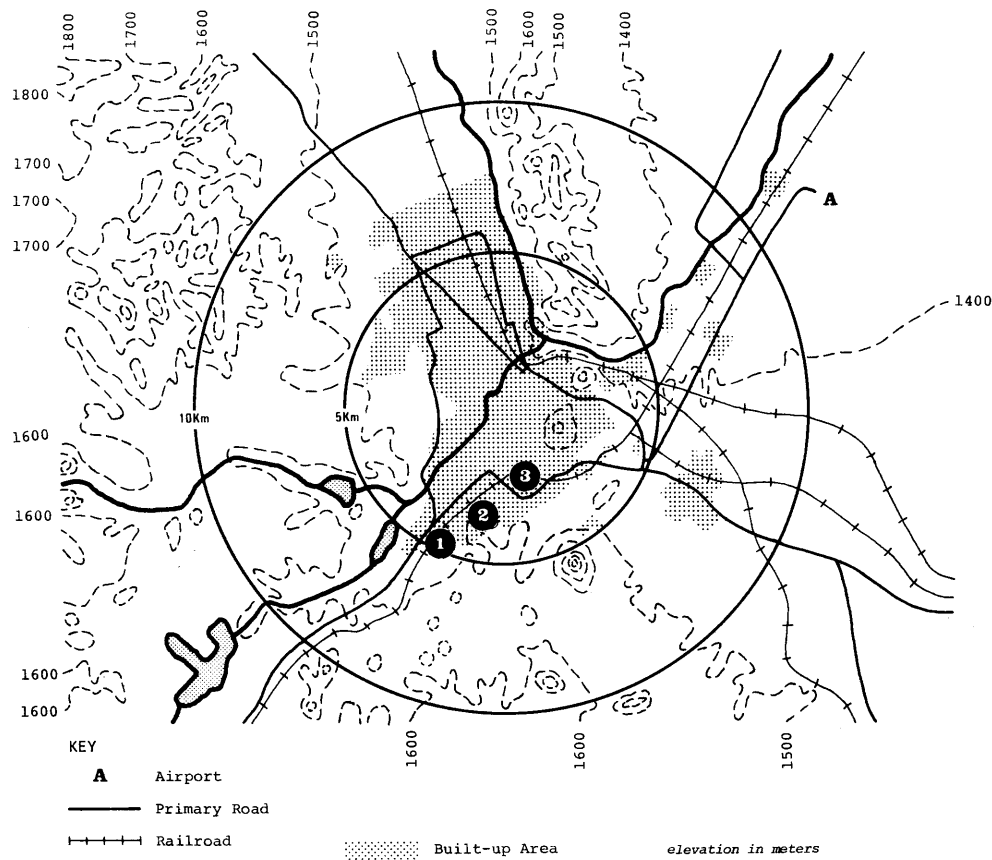 1800 1700 1600 1500 1500 1600 1500 1400
1800
1700
1700
A
1700
1400
10Km 5Km
1600
3
1600
2
1
1600
1600
1600 1600 1500
KEY
A Airport
Primary Road
Railroad
Built-up Area
elevation in meters